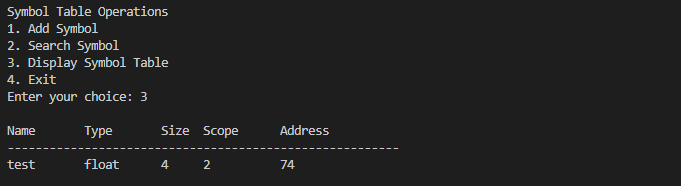 Symbol Table Operations
1. Add Symbol
2. Search Symbol
3. Display Symbol Table
4. Exit
Enter your choice: 3
Name Type Size Scope Address
--------------------------------------------------------
test float 4 2 74